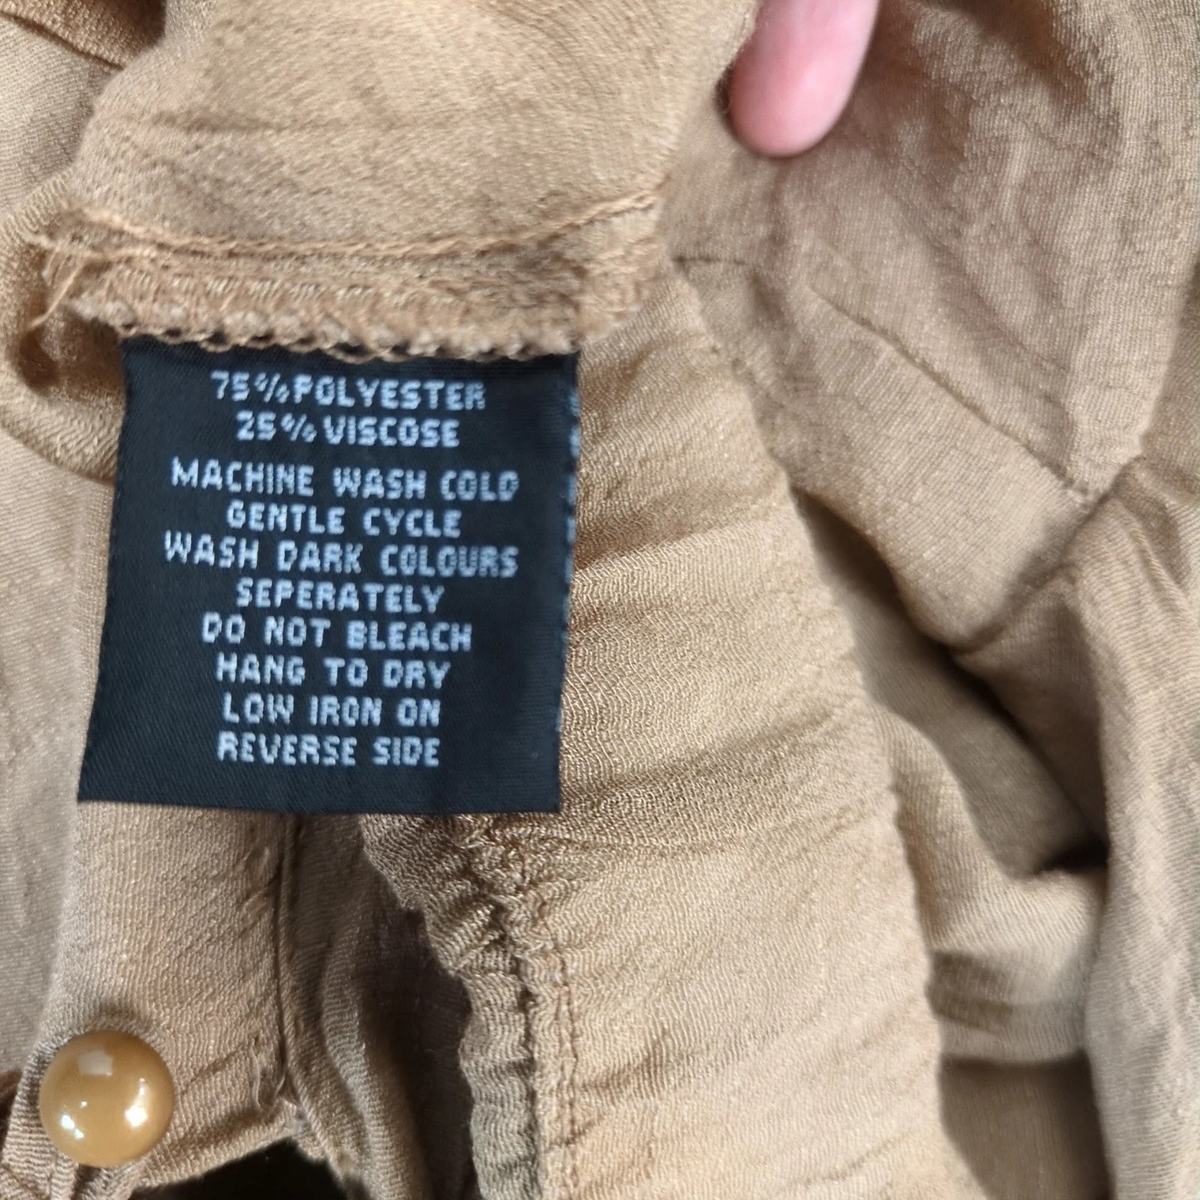 75% POLYESTER
25% VISCOSE
MACHINE WASH COLD
GENTLE CYCLE
WASH DARK COLOURS
SEPERATELY
DO NOT BLEACH
HANG TO DRY
LOW IRON ON
REVERSE SIDE